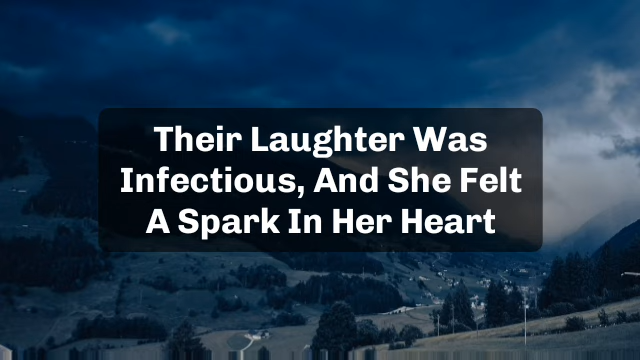 Their Laughter Was
Infectious, And She Felt
A Spark In Her Heart